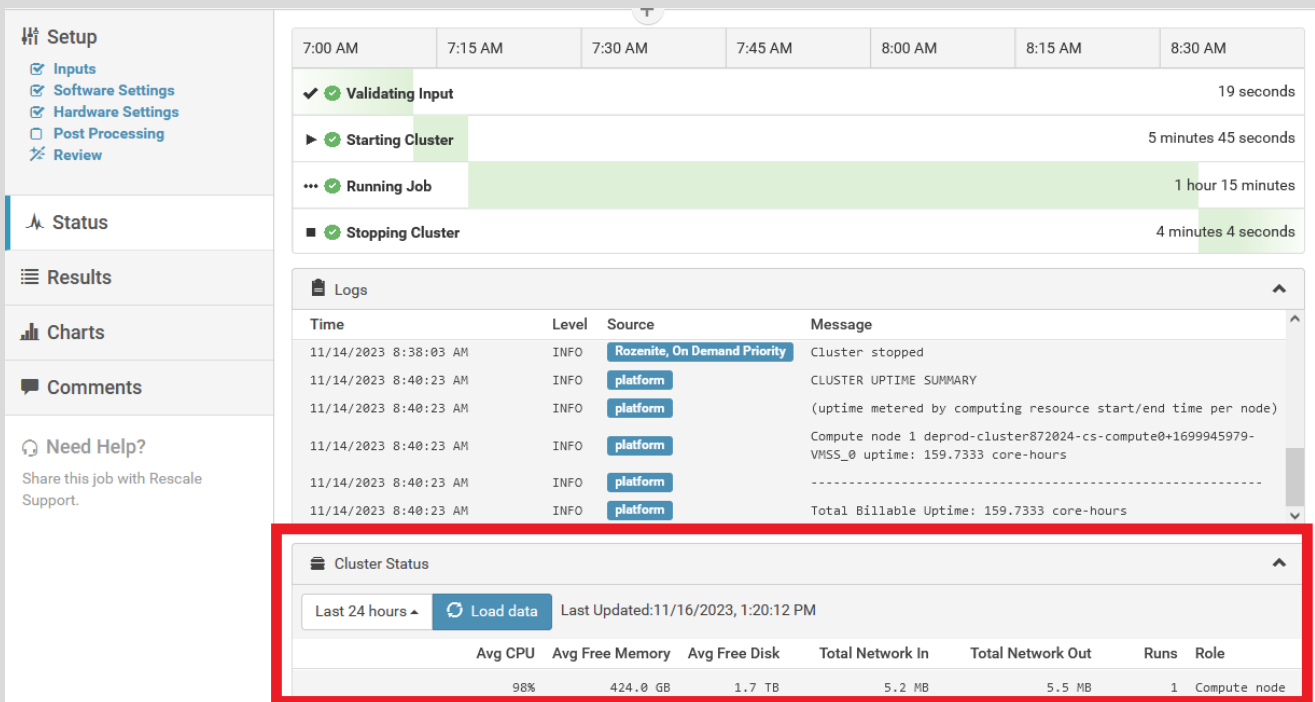 Setup
Inputs
Software Settings
Hardware Settings
Post Processing
Review
Status
Results
Charts
Comments
Need Help?
Share this job with Rescale
Support.
7:00 AM 7:15 AM 7:30 AM 7:45 AM 8:00 AM 8:15 AM 8:30 AM
Validating Input 19 seconds
Starting Cluster 5 minutes 45 seconds
Running Job 1 hour 15 minutes
Stopping Cluster 4 minutes 4 seconds
Logs
Time Level Source Message
11/14/2023 8:38:03 AM INFO Rozenite, On Demand Priority Cluster stopped
11/14/2023 8:40:23 AM INFO platform CLUSTER UPTIME SUMMARY
11/14/2023 8:40:23 AM INFO platform (uptime metered by computing resource start/end time per node)
11/14/2023 8:40:23 AM INFO platform Compute node 1 deprod-cluster872024-cs-compute0+1699945979-
VMSS_0 uptime: 159.7333 core-hours
11/14/2023 8:40:23 AM INFO platform -------------------------------------------------------------
11/14/2023 8:40:23 AM INFO platform Total Billable Uptime: 159.7333 core-hours
Cluster Status
Last 24 hours Load data Last Updated:11/16/2023, 1:20:12 PM
Avg CPU Avg Free Memory Avg Free Disk Total Network In Total Network Out Runs Role
98% 424.0 GB 1.7 TB 5.2 MB 5.5 MB 1 Compute node